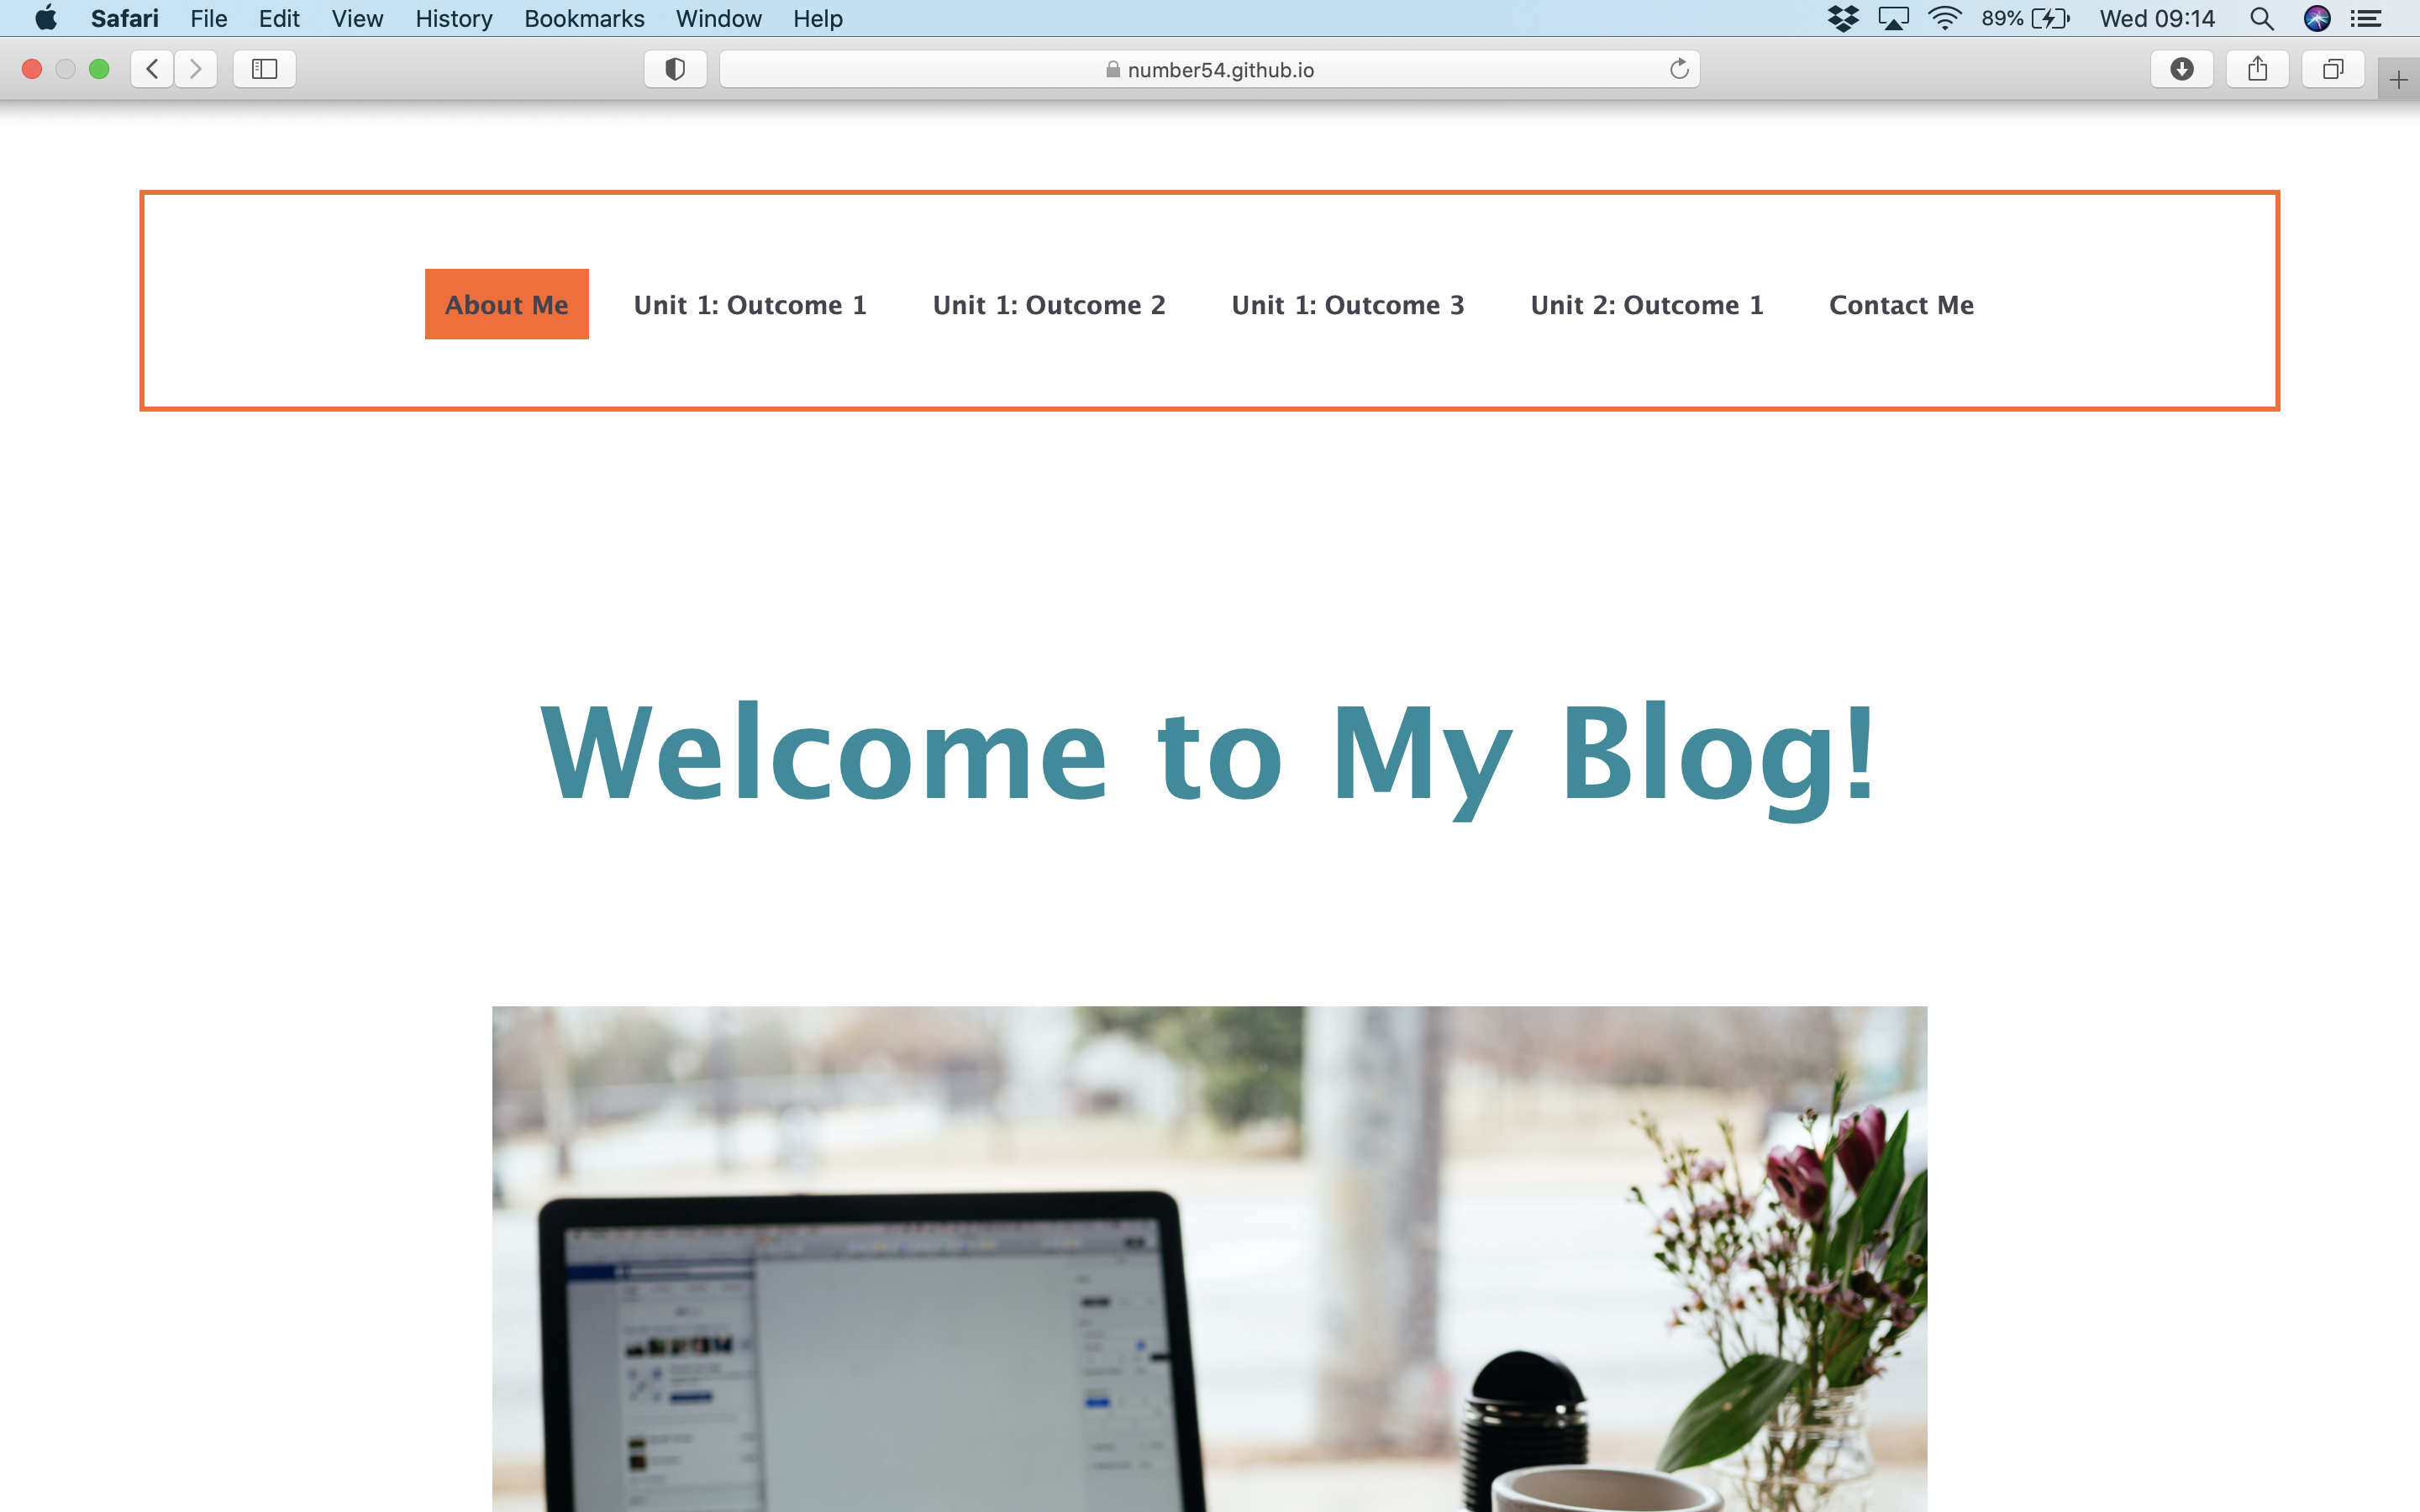 Safari File Edit View History Bookmarks Window Help 89% Wed 09:14
number54.github.io
About Me Unit 1: Outcome 1 Unit 1: Outcome 2 Unit 1: Outcome 3 Unit 2: Outcome 1 Contact Me
Welcome to My Blog!